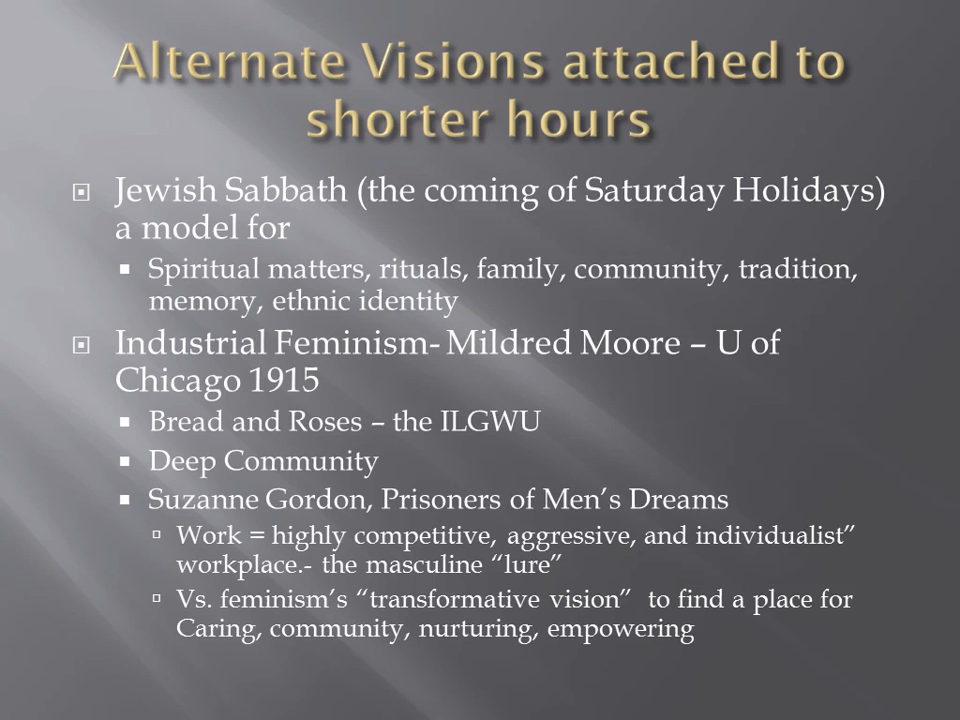 Alternate Visions attached to
shorter hours
Jewish Sabbath (the coming of Saturday Holidays)
a model for
Spiritual matters, rituals, family, community, tradition,
memory, ethnic identity
Industrial Feminism- Mildred Moore – U of
Chicago 1915
Bread and Roses – the ILGWU
Deep Community
Suzanne Gordon, Prisoners of Men’s Dreams
Work = highly competitive, aggressive, and individualist”
workplace.- the masculine “lure”
Vs. feminism’s “transformative vision” to find a place for
Caring, community, nurturing, empowering